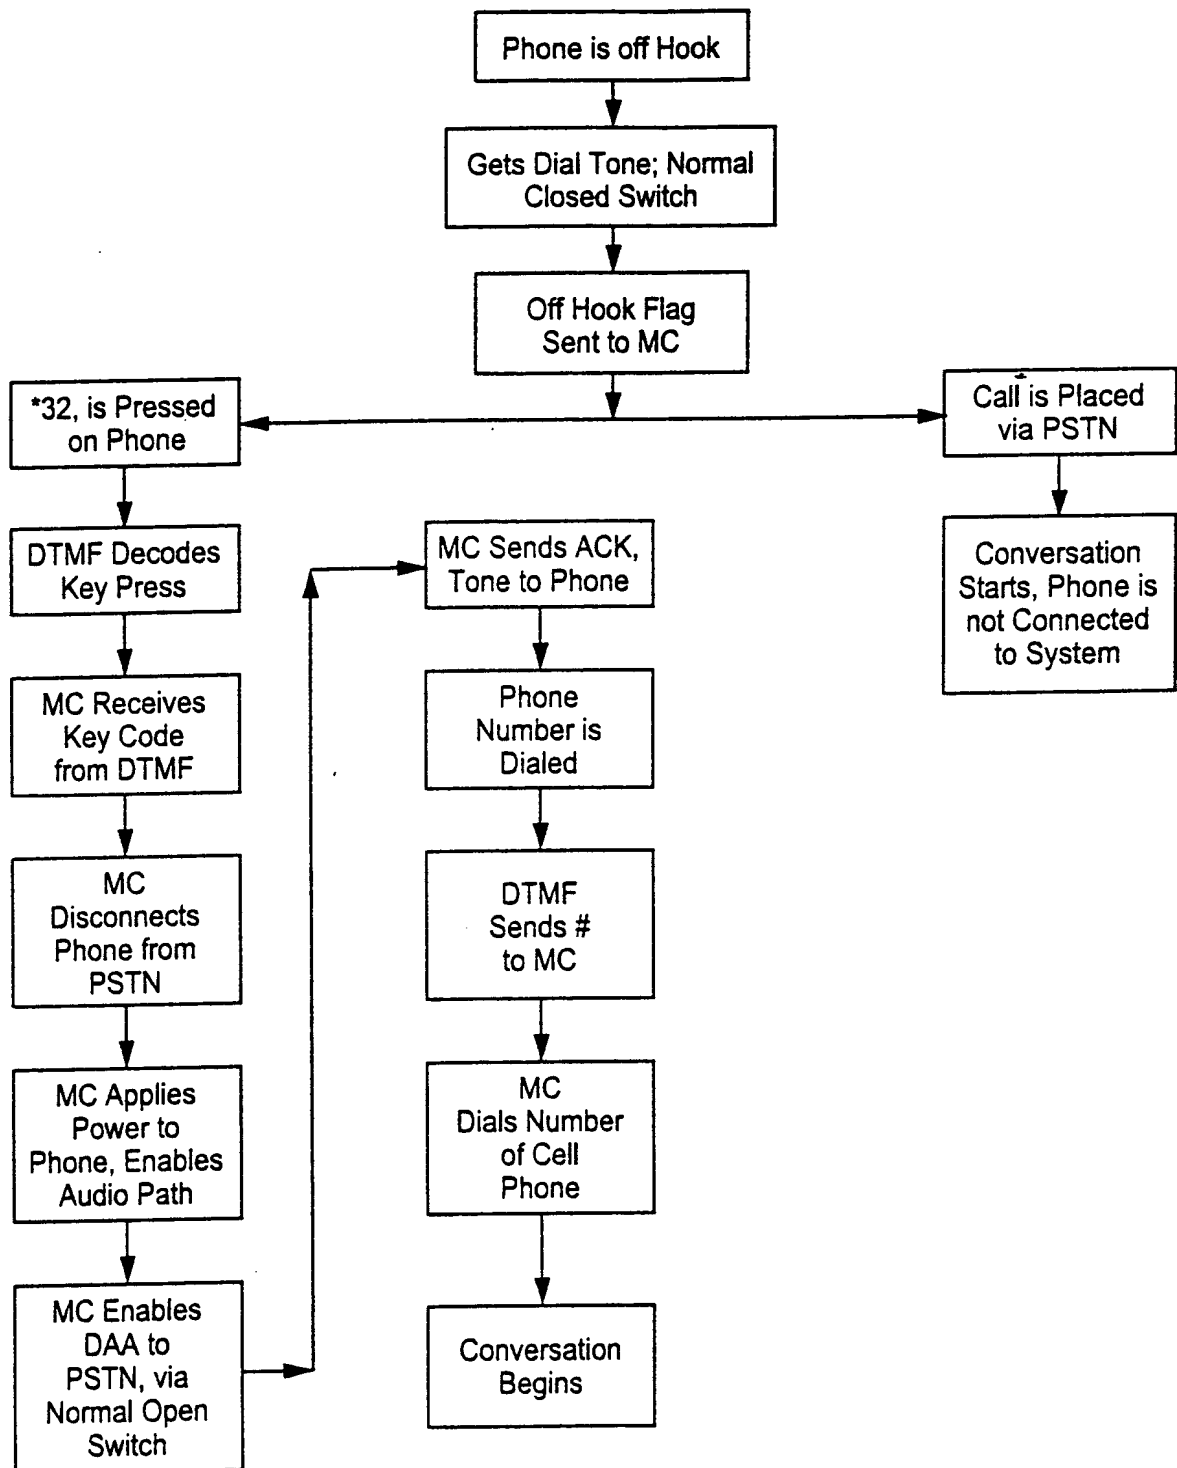 Phone is off Hook
Gets Dial Tone; Normal
Closed Switch
Off Hook Flag
Sent to MC
*32, is Pressed
on Phone
DTMF Decodes
Key Press
MC Receives
Key Code
from DTMF
MC
Disconnects
Phone from
PSTN
MC Applies
Power to
Phone, Enables
Audio Path
MC Enables
DAA to
PSTN, via
Normal Open
Switch
MC Sends ACK,
Tone to Phone
Phone
Number is
Dialed
DTMF
Sends #
to MC
MC
Dials Number
of Cell
Phone
Conversation
Begins
Call is Placed
via PSTN
Conversation
Starts, Phone is
not Connected
to System